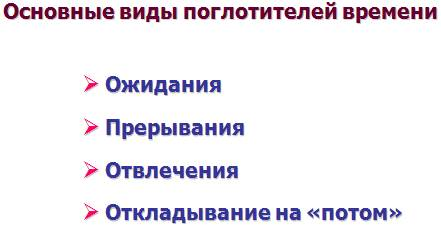 Основные виды поглотителей времени
Ожидания
Прерывания
Отвлечения
Откладывание на «потом»